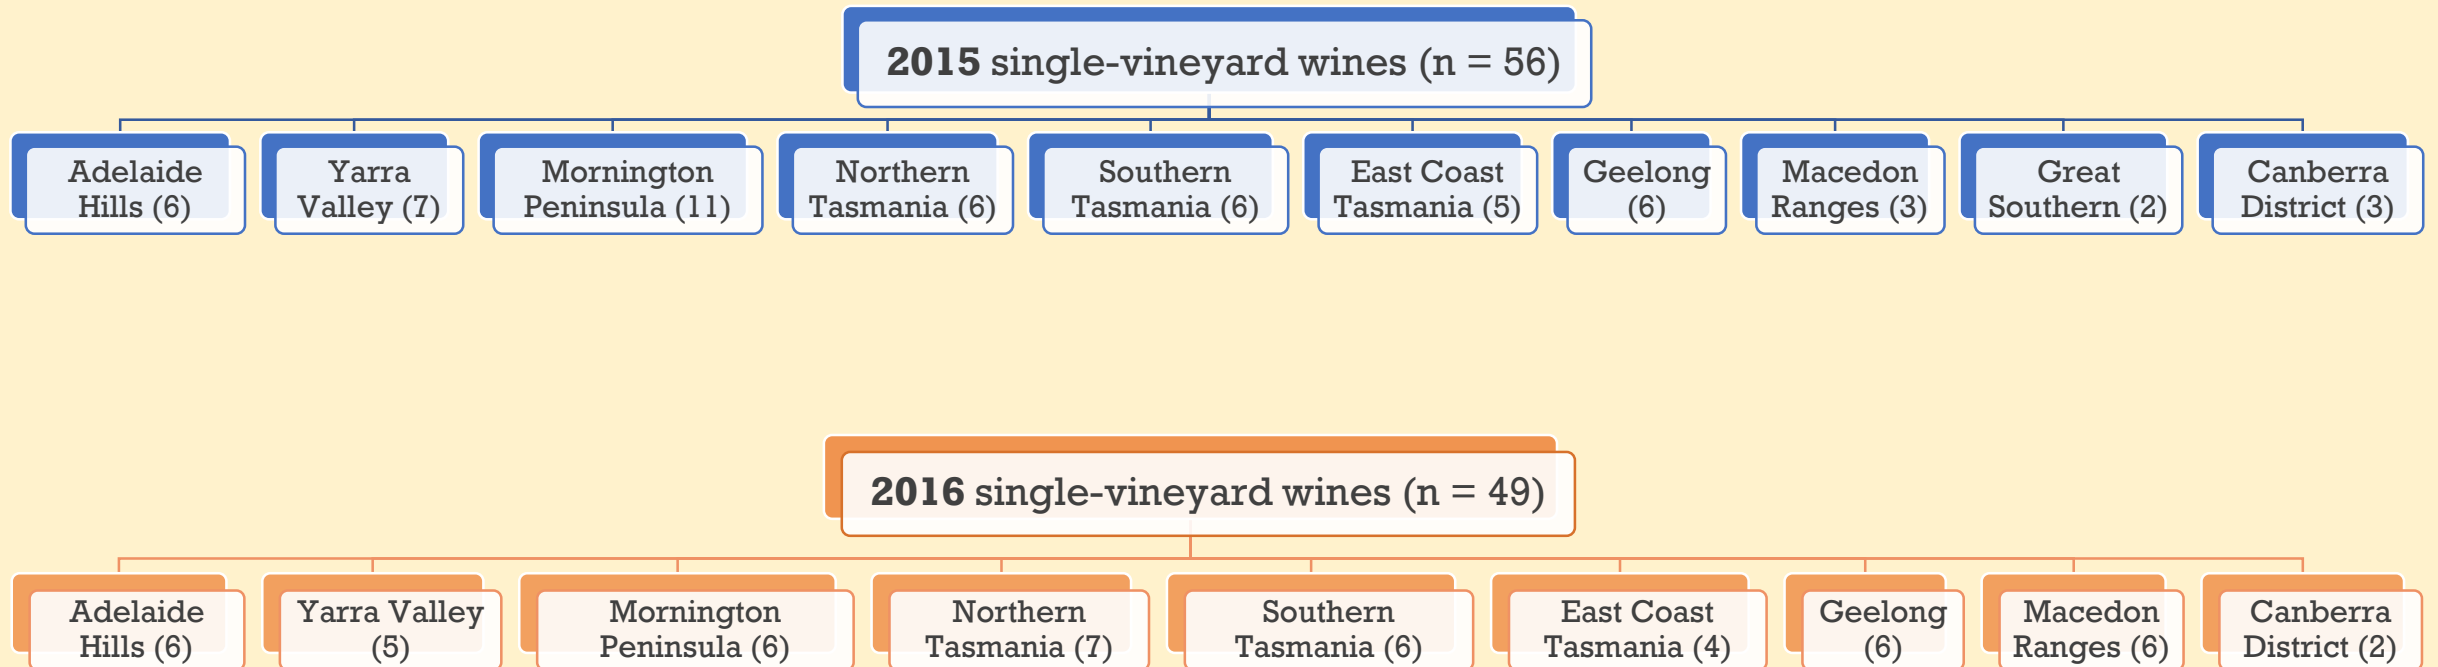 2015 single-vineyard wines (n = 56)
Adelaide
Hills (6)
Yarra
Valley (7)
Mornington
Peninsula (11)
Northern
Tasmania (6)
Southern
Tasmania (6)
East Coast
Tasmania (5)
Geelong
(6)
Macedon
Ranges (3)
Great
Southern (2)
Canberra
District (3)
2016 single-vineyard wines (n = 49)
Adelaide
Hills (6)
Yarra Valley
(5)
Mornington
Peninsula (6)
Northern
Tasmania (7)
Southern
Tasmania (6)
East Coast
Tasmania (4)
Geelong
(6)
Macedon
Ranges (6)
Canberra
District (2)